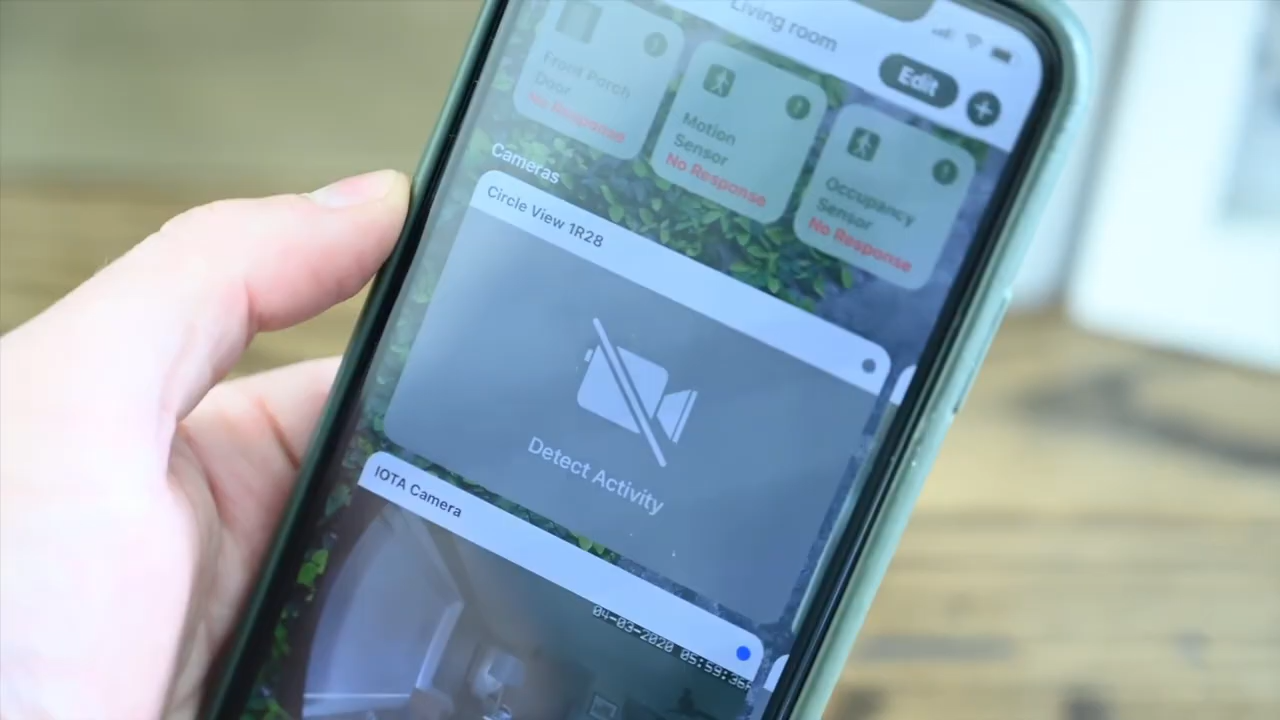 Living room
Edit
Front Porch
Door
No Response
Motion
Sensor
No Response
Occupancy
Sensor
No Response
Cameras
Circle View 1R28
Detect Activity
IOTA Camera
04-03-2020 05:59:36